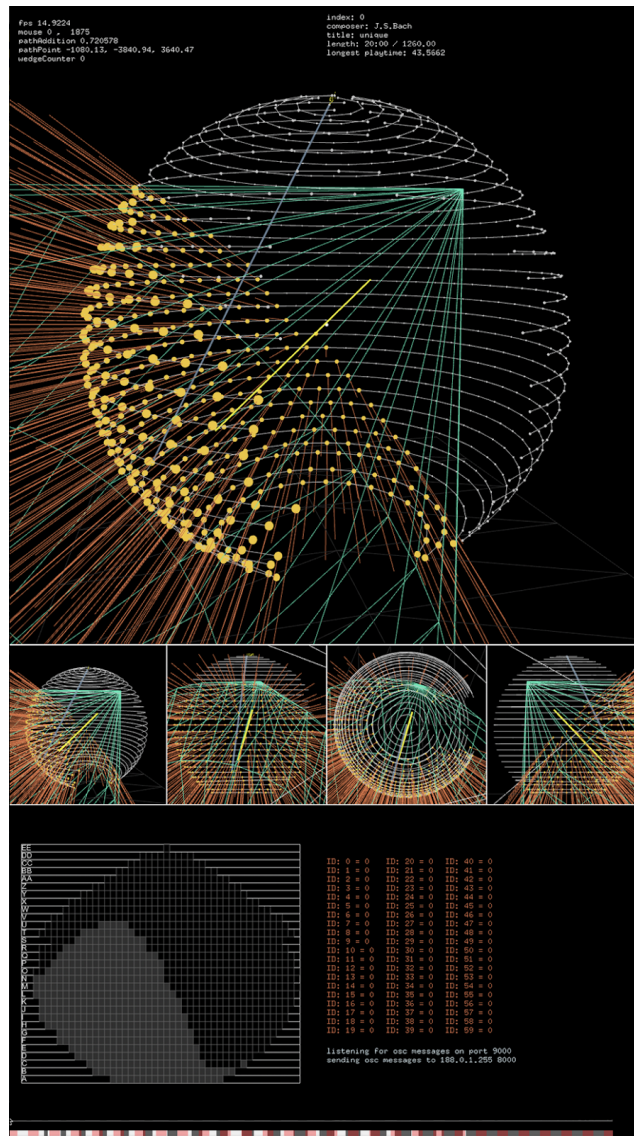 fps 14.9224
mouse 0 ,  1875
pathAddition 0.720578
pathPoint -1080.13, -3840.94, 3640.47
wedgeCounter 0
index: 0
composer: J.S.Bach
title: unique
length: 20:00 / 1260.00
longest playtime: 43.5662
EE
DD
CC
BB
AA
Z
Y
X
W
V
U
T
S
R
Q
P
O
N
M
L
K
J
I
H
G
F
E
D
C
B
A
ID: 0 = 0   ID: 20 = 0   ID: 40 = 0
ID: 1 = 0   ID: 21 = 0   ID: 41 = 0
ID: 2 = 0   ID: 22 = 0   ID: 42 = 0
ID: 3 = 0   ID: 23 = 0   ID: 43 = 0
ID: 4 = 0   ID: 24 = 0   ID: 44 = 0
ID: 5 = 0   ID: 25 = 0   ID: 45 = 0
ID: 6 = 0   ID: 26 = 0   ID: 46 = 0
ID: 7 = 0   ID: 27 = 0   ID: 47 = 0
ID: 8 = 0   ID: 28 = 0   ID: 48 = 0
ID: 9 = 0   ID: 29 = 0   ID: 49 = 0
ID: 10 = 0   ID: 30 = 0   ID: 50 = 0
ID: 11 = 0   ID: 31 = 0   ID: 51 = 0
ID: 12 = 0   ID: 32 = 0   ID: 52 = 0
ID: 13 = 0   ID: 33 = 0   ID: 53 = 0
ID: 14 = 0   ID: 34 = 0   ID: 54 = 0
ID: 15 = 0   ID: 35 = 0   ID: 55 = 0
ID: 16 = 0   ID: 36 = 0   ID: 56 = 0
ID: 17 = 0   ID: 37 = 0   ID: 57 = 0
ID: 18 = 0   ID: 38 = 0   ID: 58 = 0
ID: 19 = 0   ID: 39 = 0   ID: 59 = 0
listening for osc messages on port 9000
sending osc messages to 188.0.1.255 8000